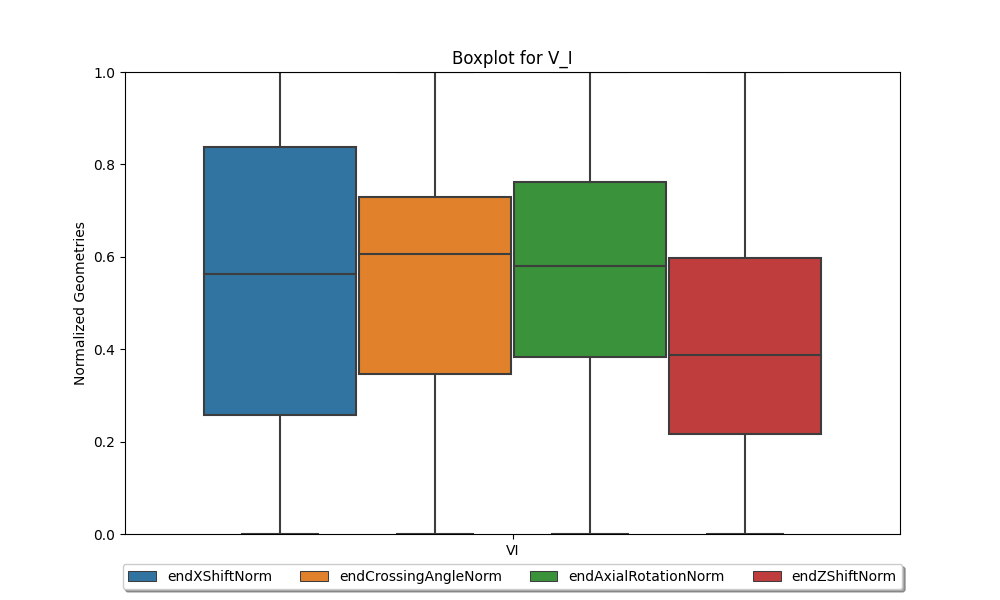 Boxplot for V_I
1.0
0.8
0.6
0.4
0.2
0.0
Normalized Geometries
VI
endXShiftNorm endCrossingAngleNorm endAxialRotationNorm endZShiftNorm